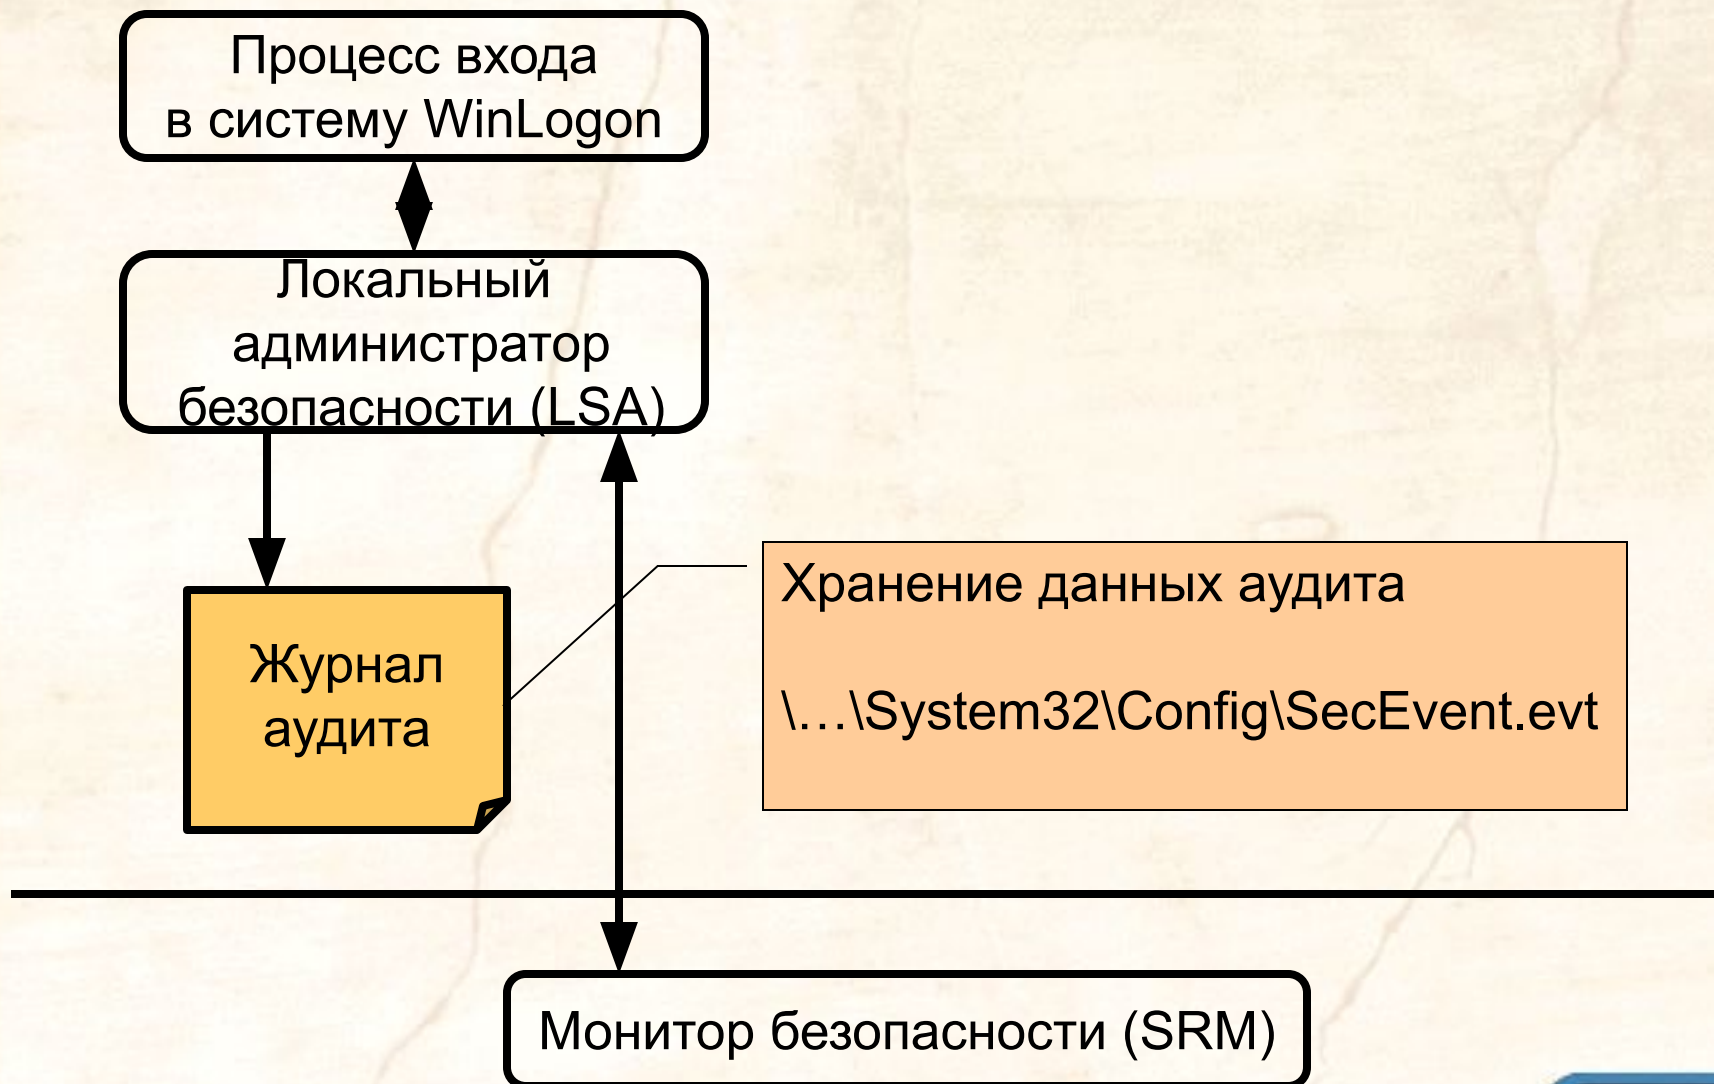 Процесс входа
в систему WinLogon
Локальный
администратор
безопасности (LSA)
Журнал
аудита
Хранение данных аудита
\…\System32\Config\SecEvent.evt
Монитор безопасности (SRM)